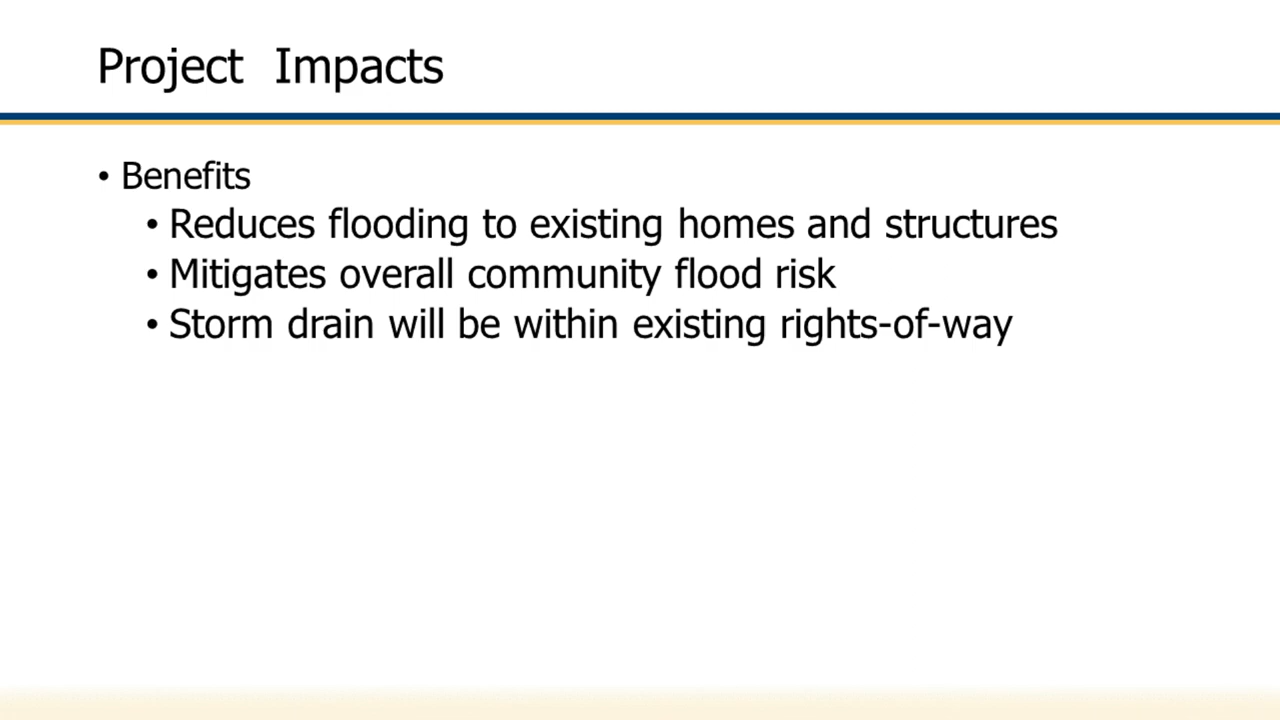 Project Impacts
• Benefits
• Reduces flooding to existing homes and structures
• Mitigates overall community flood risk
• Storm drain will be within existing rights-of-way